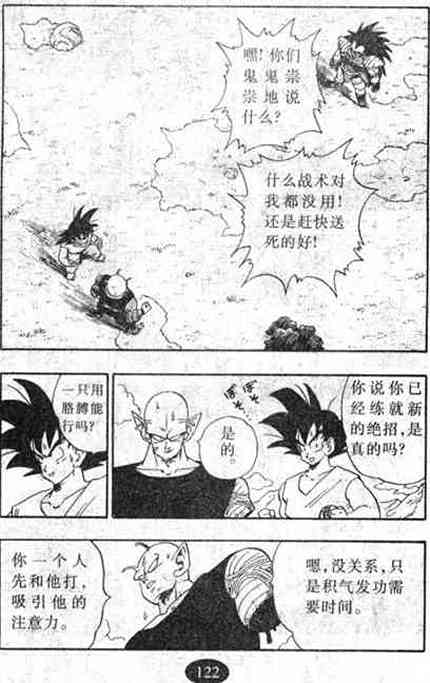 嘿！你们
鬼鬼祟
祟地说
什么？
什么战术对
我都没用！
还是赶快送
死的好！
你说你已
经练就新
的绝招，是
真的吗？
是
的。
一只用
胳膊能
行吗？
嗯，没关系，只
是积气发功需
要时间。
你一个人
先和他打，
吸引他的
注意力。
122